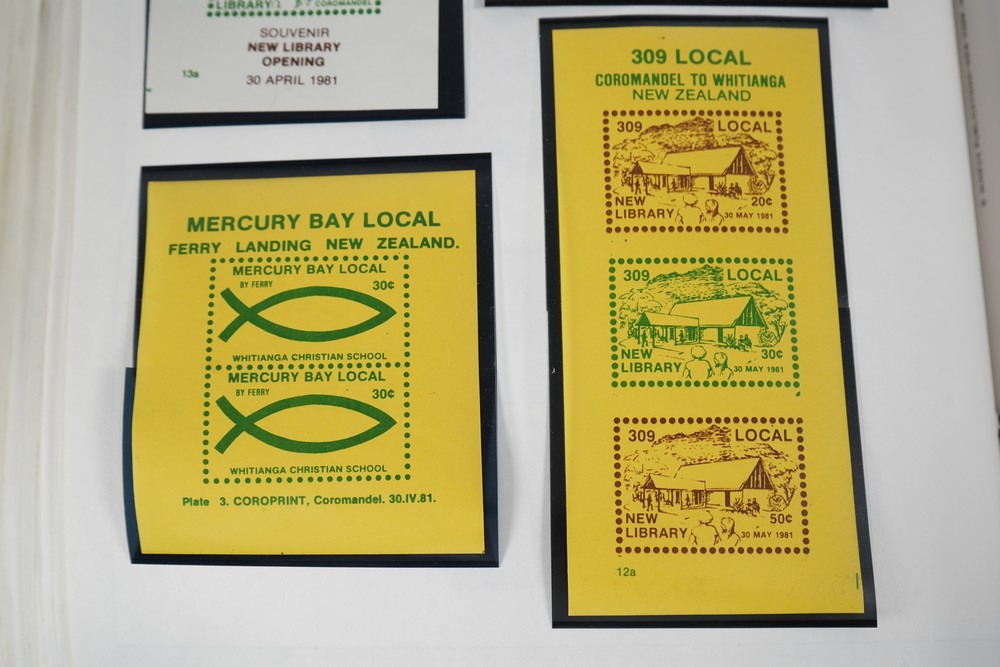 LIBRARY
COROMANDEL
SOUVENIR
NEW LIBRARY
OPENING
13a
30 APRIL 1981
MERCURY BAY LOCAL
FERRY LANDING NEW ZEALAND.
MERCURY BAY LOCAL
BY FERRY 30¢
WHITIANGA CHRISTIAN SCHOOL
MERCURY BAY LOCAL
BY FERRY 30¢
WHITIANGA CHRISTIAN SCHOOL
Plate 3. COROPRINT, Coromandel. 30.IV.81.
309 LOCAL
COROMANDEL TO WHITIANGA
NEW ZEALAND
309 LOCAL
NEW 20¢
LIBRARY 30 MAY 1981
309 LOCAL
NEW 30¢
LIBRARY 30 MAY 1981
309 LOCAL
NEW 50¢
LIBRARY 30 MAY 1981
12a